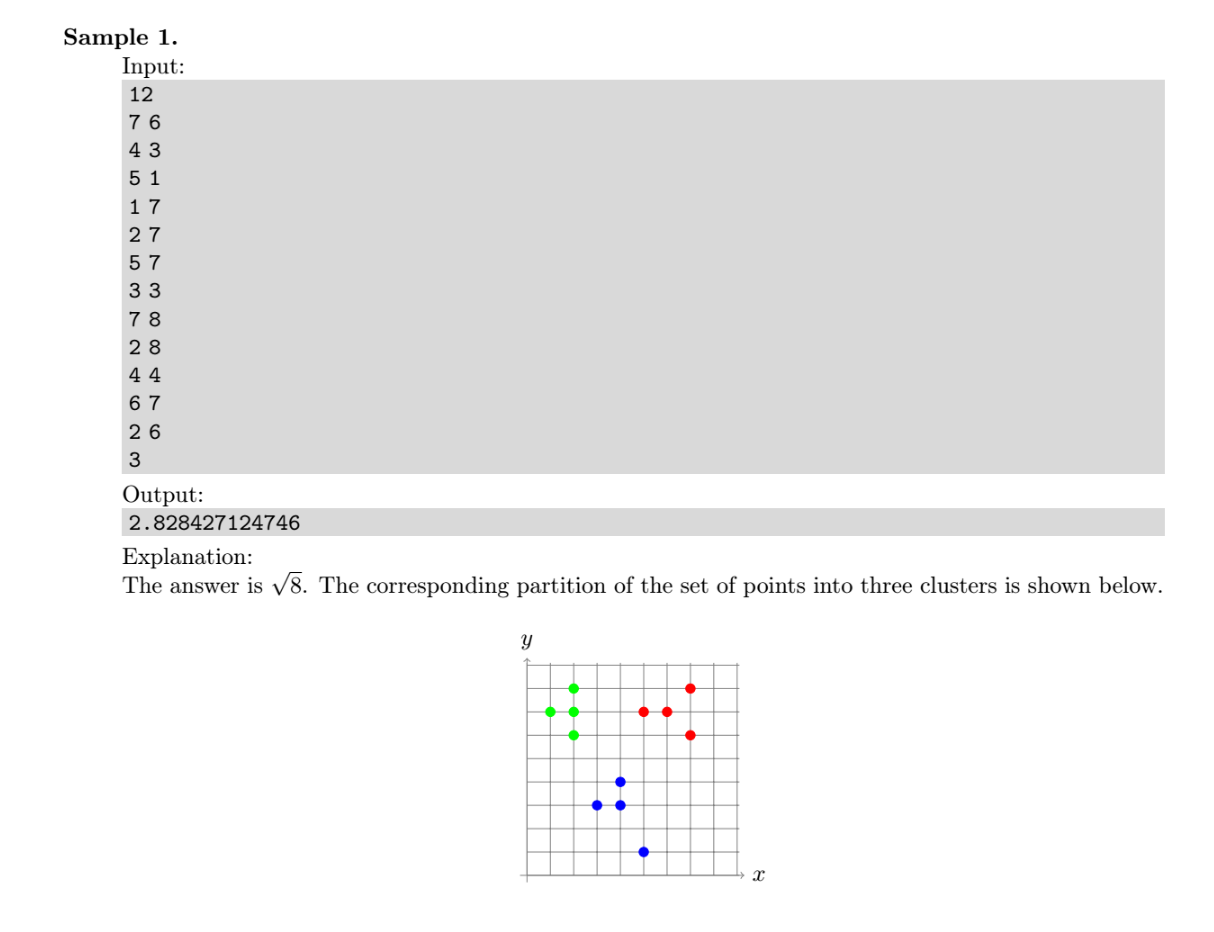 Sample 1.
Input:
12
7 6
4 3
5 1
1 7
2 7
5 7
3 3
7 8
2 8
4 4
6 7
2 6
3
Output:
2.828427124746
Explanation:
The answer is √8. The corresponding partition of the set of points into three clusters is shown below.
y
x